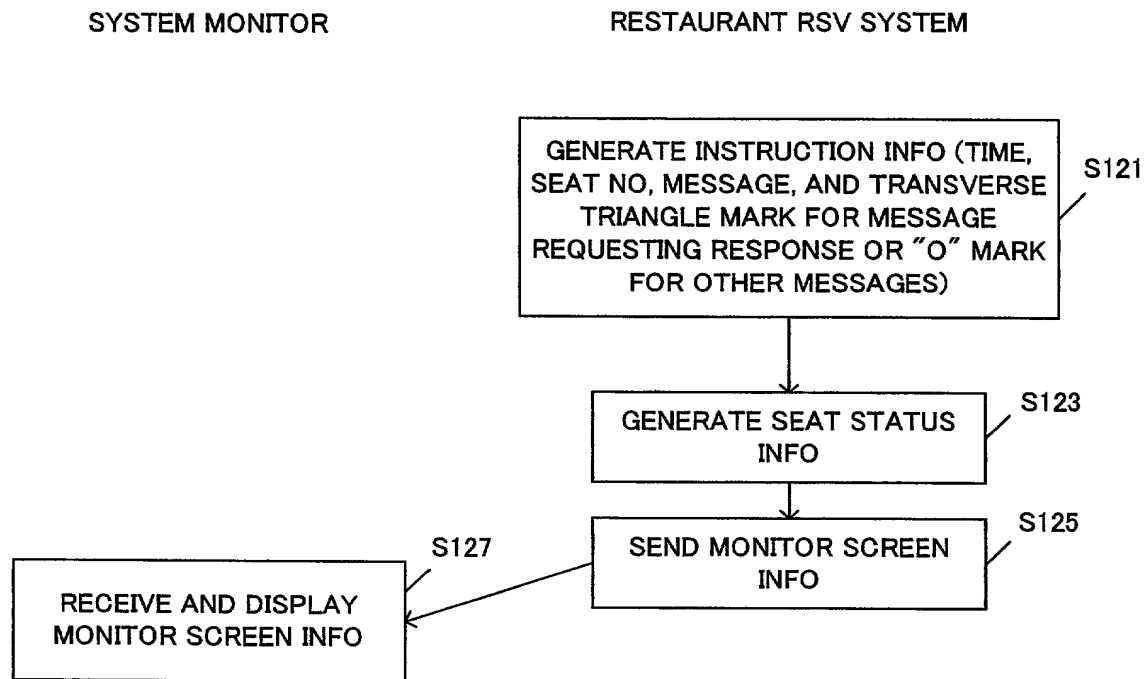 SYSTEM MONITOR
RESTAURANT RSV SYSTEM
GENERATE INSTRUCTION INFO (TIME,
SEAT NO, MESSAGE, AND TRANSVERSE
TRIANGLE MARK FOR MESSAGE
REQUESTING RESPONSE OR "O" MARK
FOR OTHER MESSAGES)
S121
GENERATE SEAT STATUS
INFO
S123
SEND MONITOR SCREEN
INFO
S125
RECEIVE AND DISPLAY
MONITOR SCREEN INFO
S127